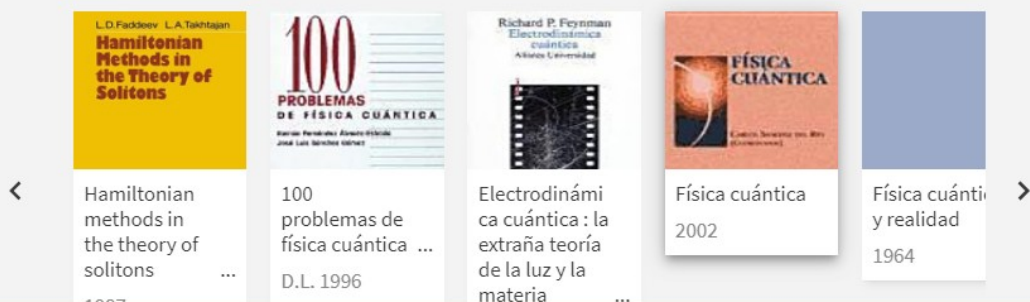 L.D.Faddeev L.A.Takhtajan
Hamiltonian
Methods in
the Theory of
Solitons
Hamiltonian
methods in
the theory of
solitons ...
100
PROBLEMAS
DE FÍSICA CUÁNTICA
100
problemas de
física cuántica ...
D.L. 1996
Richard P. Feynman
Electrodinámica
cuántica
Alianza Universidad
Electrodinámi
ca cuántica : la
extraña teoría
de la luz y la
materia ...
FÍSICA
CUÁNTICA
Física cuántica
2002
Física cuánti
y realidad
1964